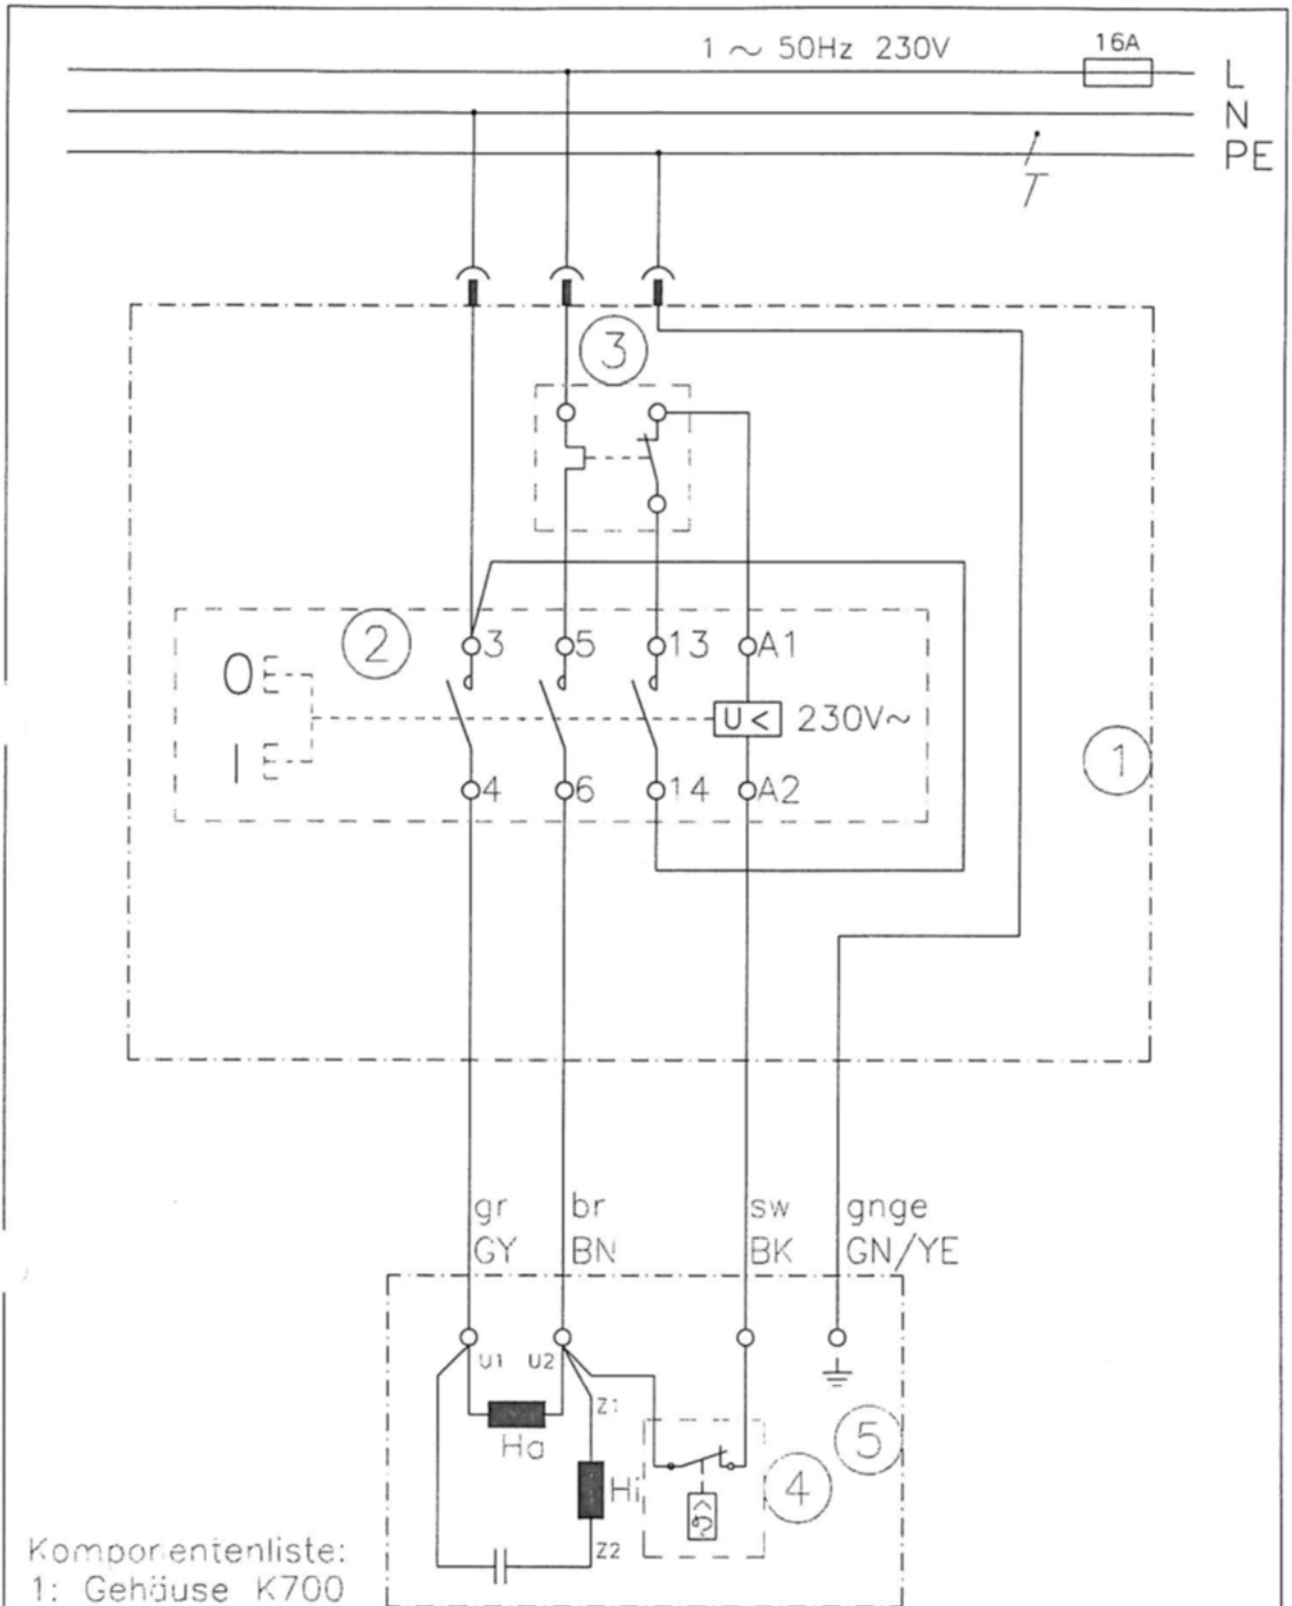 1 ~ 50Hz 230V
16A
L
N
PE
T
3
2
3
5
13
A1
O
U< 230V~
1
I
4
6
14
A2
gr
br
sw
gnge
GY
BN
BK
GN/YE
U1
U2
Z1
Ha
5
Hi
4
Z2
Komponentenliste:
1: Gehäuse K700